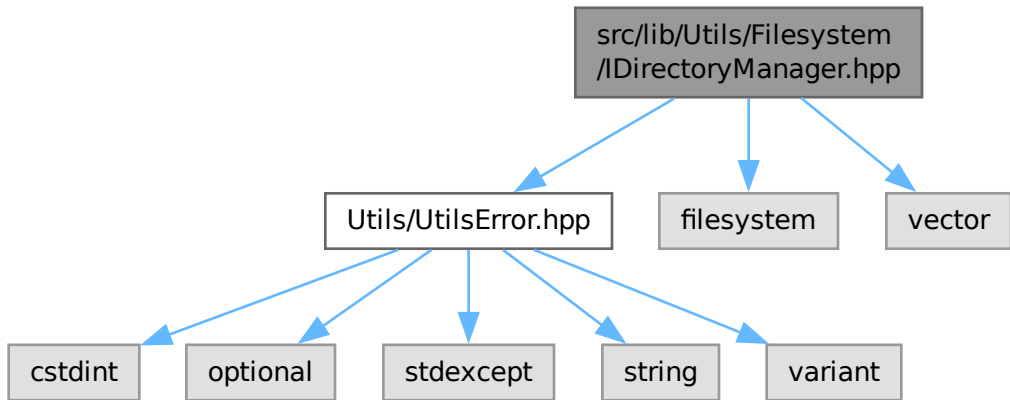 src/lib/Utils/Filesystem
/IDirectoryManager.hpp
Utils/UtilsError.hpp
filesystem
vector
cstdint
optional
stdexcept
string
variant